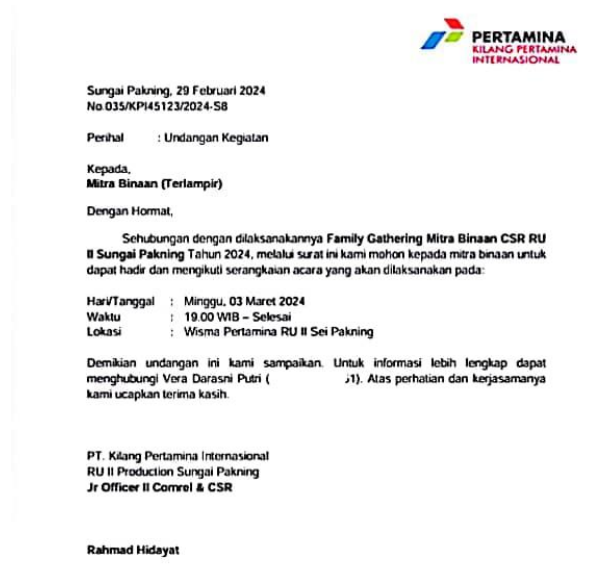 PERTAMINA
KILANG PERTAMINA
INTERNASIONAL
Sungai Pakning, 29 Februari 2024
No.035/KPI45123/2024-S8
Perihal : Undangan Kegiatan
Kepada,
Mitra Binaan (Terlampir)
Dengan Hormat,
Sehubungan dengan dilaksanakannya Family Gathering Mitra Binaan CSR RU
II Sungai Pakning Tahun 2024, melalui surat ini kami mohon kepada mitra binaan untuk
dapat hadir dan mengikuti serangkaian acara yang akan dilaksanakan pada:
Hari/Tanggal : Minggu, 03 Maret 2024
Waktu : 19.00 WIB – Selesai
Lokasi : Wisma Pertamina RU II Sei Pakning
Demikian undangan ini kami sampaikan. Untuk informasi lebih lengkap dapat
menghubungi Vera Darasni Putri ( 1). Atas perhatian dan kerjasamanya
kami ucapkan terima kasih.
PT. Kilang Pertamina Internasional
RU II Production Sungai Pakning
Jr Officer II Comrel & CSR
Rahmad Hidayat